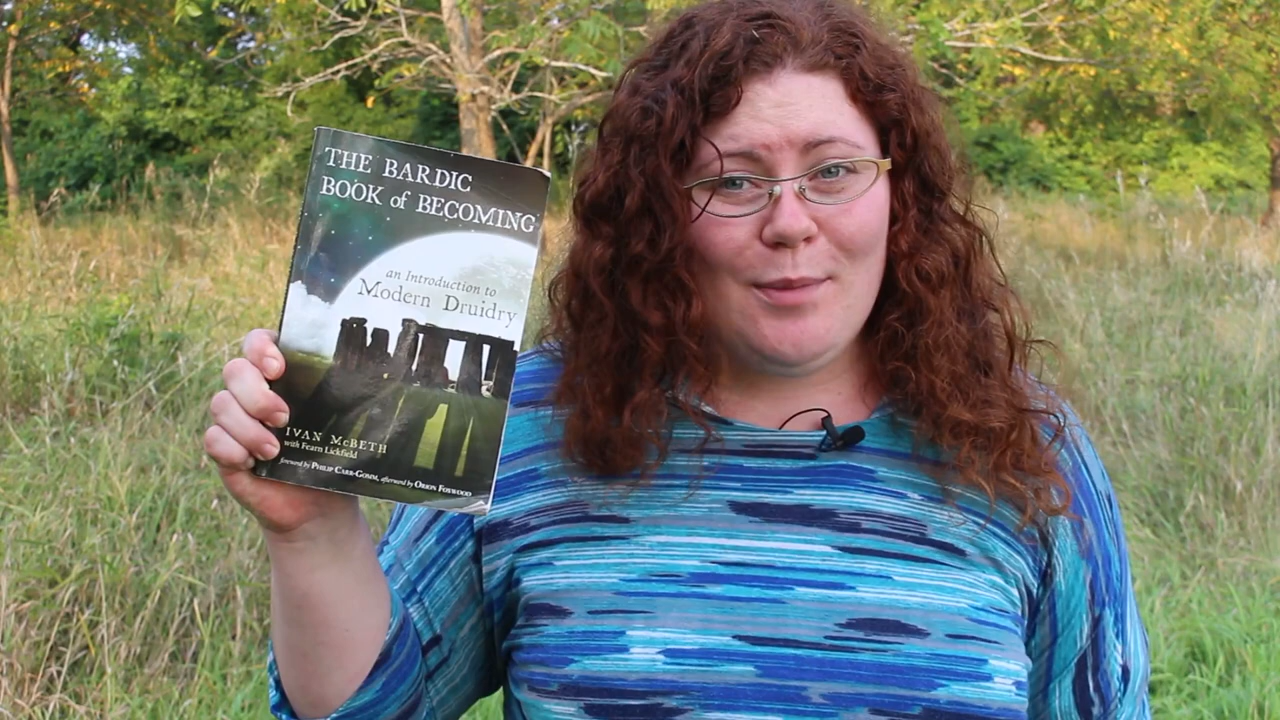 THE BARDIC
BOOK of BECOMING
an Introduction to
Modern Druidry
IVAN MCBETH
with Fearn Lickfield
foreword by PHILIP CARR-GOMM, afterword by ORION FOXWOOD